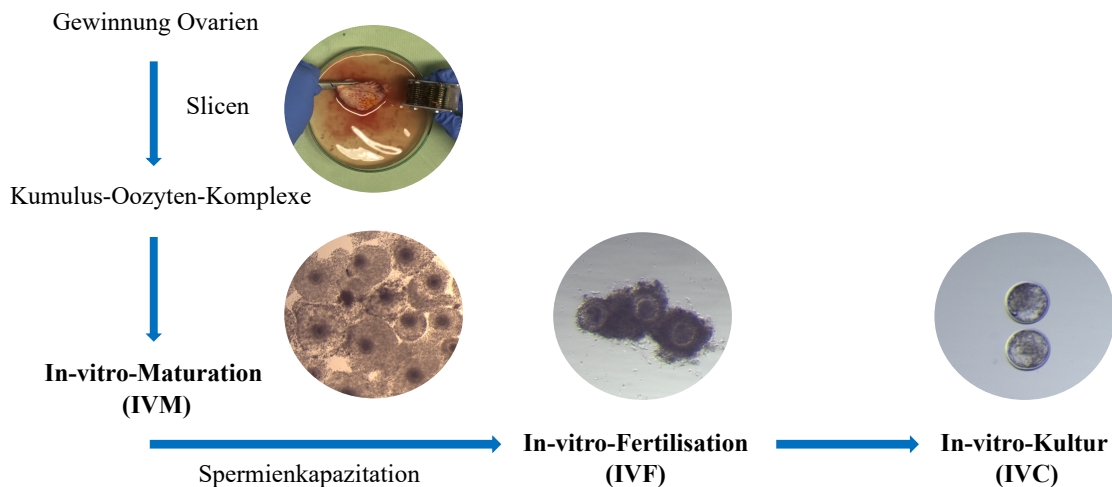 Gewinnung Ovarien
Slicen
Kumulus-Oozyten-Komplexe
In-vitro-Maturation
(IVM)
Spermienkapazitation
In-vitro-Fertilisation
(IVF)
In-vitro-Kultur
(IVC)